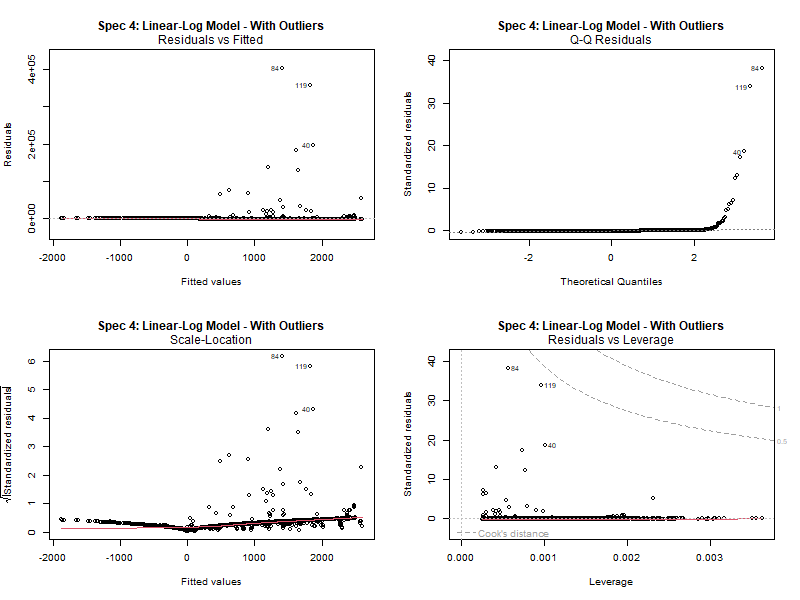 Spec 4: Linear-Log Model - With Outliers
Residuals vs Fitted
Residuals
0e+00 2e+05 4e+05
84
119
40
-2000 -1000 0 1000 2000
Fitted values
Spec 4: Linear-Log Model - With Outliers
Q-Q Residuals
Standardized residuals
0 10 20 30 40
84
119
40
18
-2 0 2
Theoretical Quantiles
Spec 4: Linear-Log Model - With Outliers
Scale-Location
√|Standardized residuals|
0 1 2 3 4 5 6
84
119
40
-2000 -1000 0 1000 2000
Fitted values
Spec 4: Linear-Log Model - With Outliers
Residuals vs Leverage
Standardized residuals
0 10 20 30 40
84
119
40
1
0.5
Cook's distance
0.000 0.001 0.002 0.003
Leverage